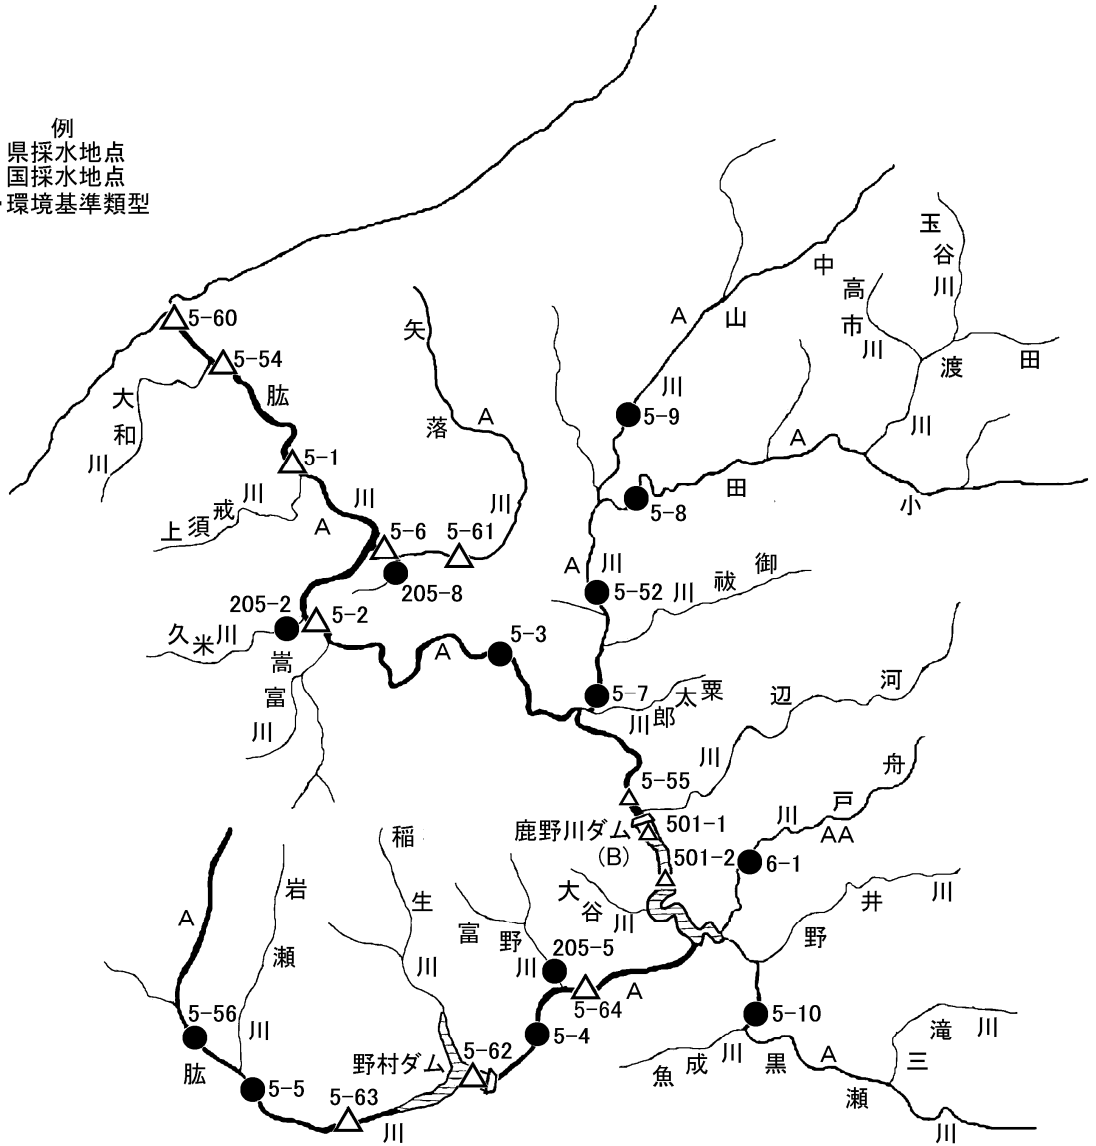 例
県採水地点
国採水地点
環境基準類型
5-60
5-54
肱
大和川
5-1
川
上須戒川
A
矢落川
A
5-6
5-61
205-8
205-2
5-2
久米川
嵩富川
A
5-3
中山川
A
5-9
玉谷川
高市川
田渡川
小田川
A
5-8
A
5-52
御祓川
5-7
粟太郎川
河辺川
5-55
501-1
鹿野川ダム
(B)
501-2
舟戸川
AA
6-1
大谷川
野井川
稲生川
富野川
205-5
5-64
A
5-4
5-10
魚成川
黒瀬川
A
三滝川
岩瀬川
A
5-56
肱川
5-5
5-63
野村ダム
5-62